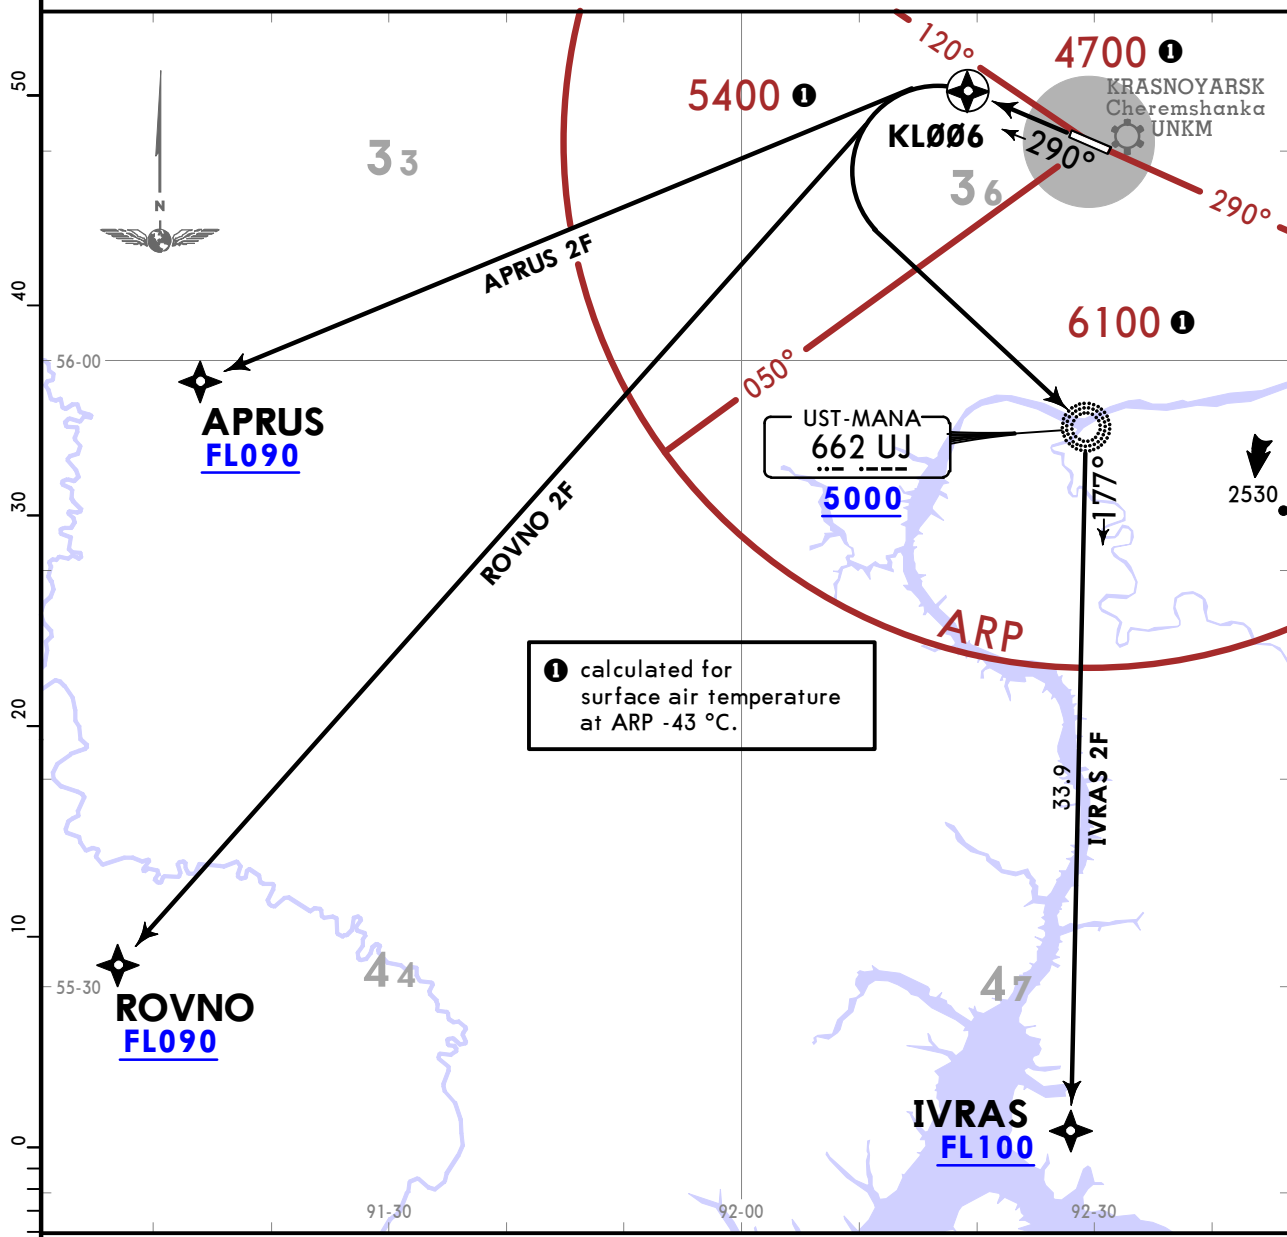 120°
4700 ❶
5400 ❶
KRASNOYARSK
Cheremshanka
UNKM
KLØØ6
290°
33
36
290°
N
APRUS 2F
6100 ❶
56-00
050°
APRUS
FL090
UST-MANA
662 UJ
5000
177°
2530
ROVNO 2F
ARP
❶ calculated for
surface air temperature
at ARP -43 °C.
33.9
IVRAS 2F
44
47
55-30
ROVNO
FL090
IVRAS
FL100
91-30
92-00
92-30
50
40
30
20
10
0